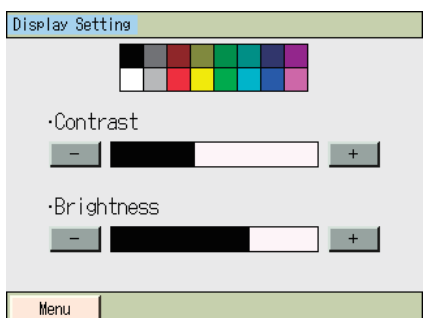 Display Setting
·Contrast
- +
·Brightness
- +
Menu